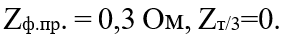 Zф.пр. = 0,3 Ом, Zт/3=0.